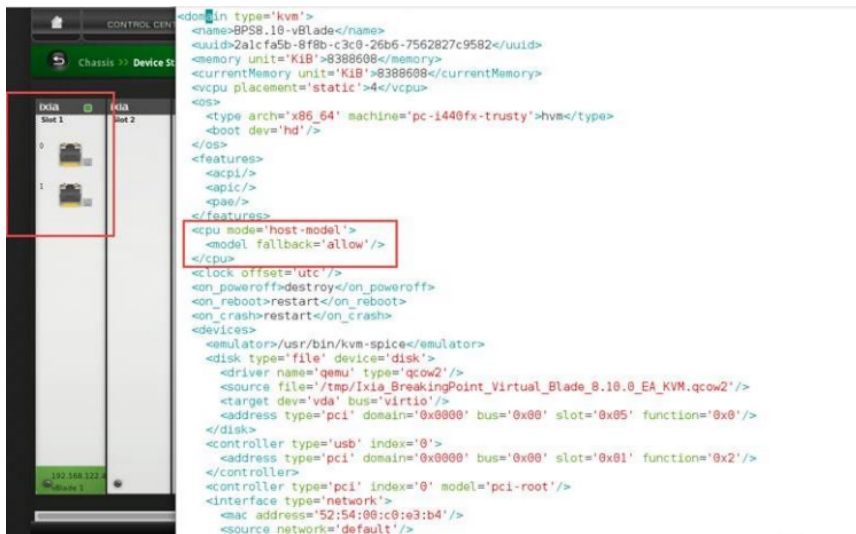 CONTROL CEN
Chassis >> Device St
ixia
ixia
Slot 1
Slot 2
0
1
192.168.122.4
vBlade 1
<domain type='kvm'>
<name>BPS8.10-vBlade</name>
<uuid>2a1cfa5b-8f8b-c3c0-26b6-7562827c9582</uuid>
<memory unit='KiB'>8388608</memory>
<currentMemory unit='KiB'>8388608</currentMemory>
<vcpu placement='static'>4</vcpu>
<os>
<type arch='x86_64' machine='pc-i440fx-trusty'>hvm</type>
<boot dev='hd'/>
</os>
<features>
<acpi/>
<apic/>
<pae/>
</features>
<cpu mode='host-model'>
<model fallback='allow'/>
</cpu>
<clock offset='utc'/>
<on_poweroff>destroy</on_poweroff>
<on_reboot>restart</on_reboot>
<on_crash>restart</on_crash>
<devices>
<emulator>/usr/bin/kvm-spice</emulator>
<disk type='file' device='disk'>
<driver name='qemu' type='qcow2'/>
<source file='/tmp/Ixia_BreakingPoint_Virtual_Blade_8.10.0_EA_KVM.qcow2'/>
<target dev='vda' bus='virtio'/>
<address type='pci' domain='0x0000' bus='0x00' slot='0x05' function='0x0'/>
</disk>
<controller type='usb' index='0'>
<address type='pci' domain='0x0000' bus='0x00' slot='0x01' function='0x2'/>
</controller>
<controller type='pci' index='0' model='pci-root'/>
<interface type='network'>
<mac address='52:54:00:c0:e3:b4'/>
<source network='default'/>